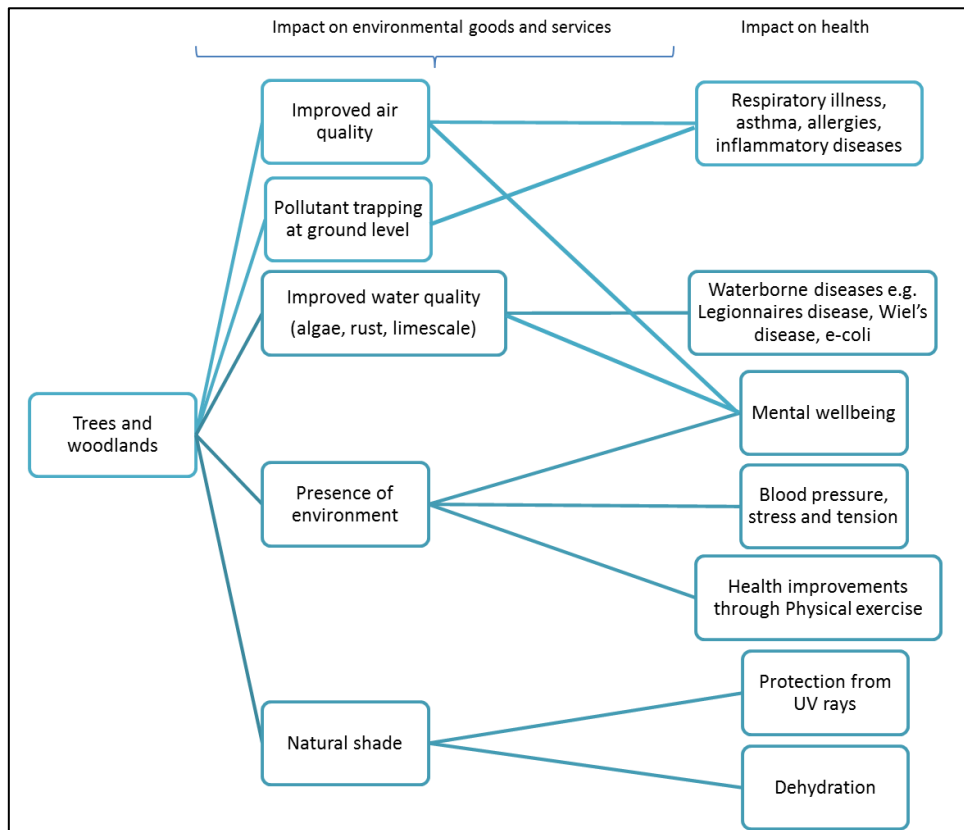 Impact on environmental goods and services
Impact on health
Improved air
quality
Respiratory illness,
asthma, allergies,
inflammatory diseases
Pollutant trapping
at ground level
Improved water quality
(algae, rust, limescale)
Waterborne diseases e.g.
Legionnaires disease, Wiel’s
disease, e-coli
Trees and
woodlands
Mental wellbeing
Presence of
environment
Blood pressure,
stress and tension
Health improvements
through Physical exercise
Protection from
UV rays
Natural shade
Dehydration